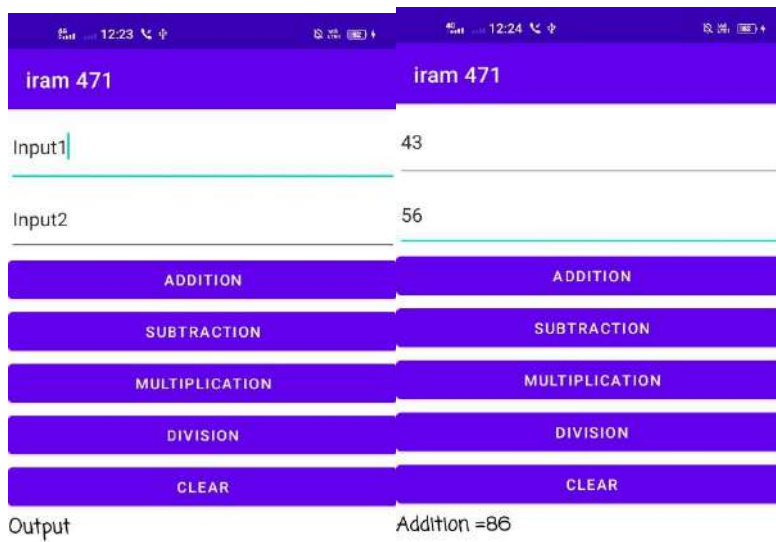 12:23
iram 471
Input1
Input2
ADDITION
SUBTRACTION
MULTIPLICATION
DIVISION
CLEAR
Output
12:24
iram 471
43
56
ADDITION
SUBTRACTION
MULTIPLICATION
DIVISION
CLEAR
Addition =86